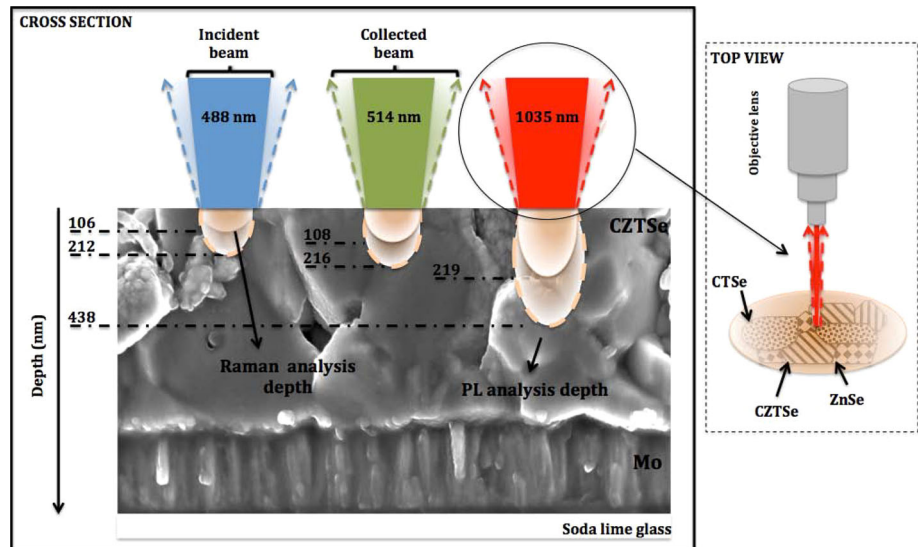 CROSS SECTION
Incident
beam
Collected
beam
488 nm
514 nm
1035 nm
CZTSe
106
212
108
216
219
438
Depth (nm)
Raman analysis
depth
PL analysis depth
Mo
Soda lime glass
TOP VIEW
Objective lens
CTSe
CZTSe
ZnSe